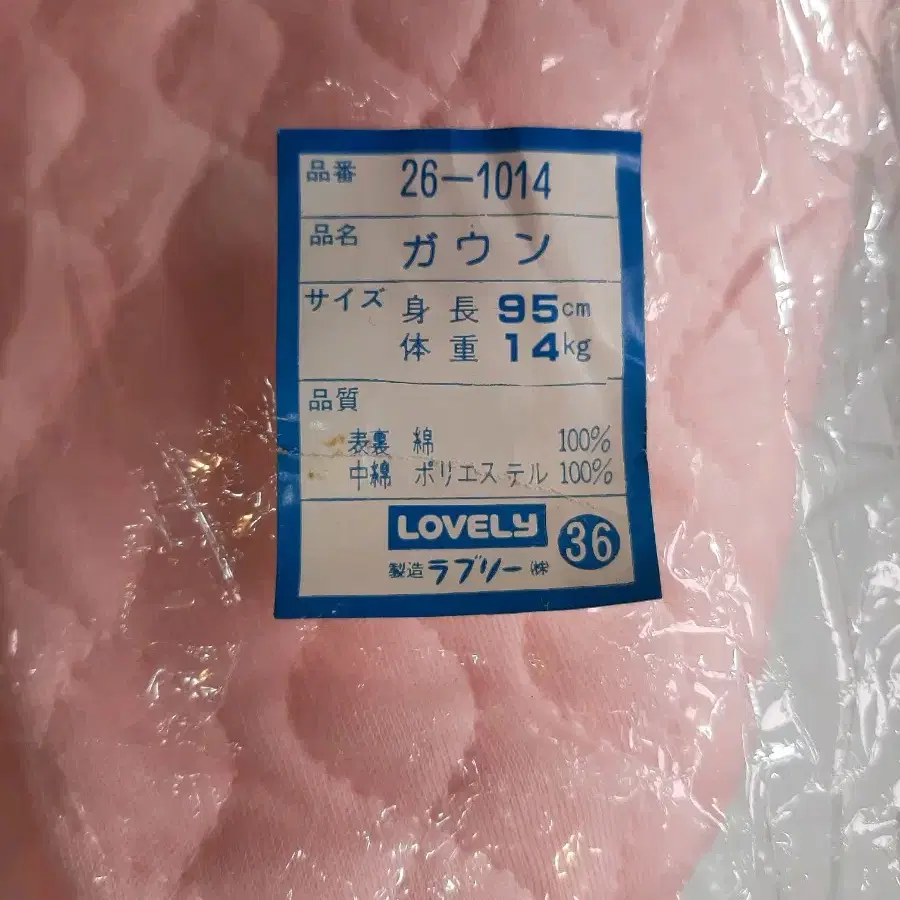 品番 26-1014
品名 ガウン
サイズ 身長 95cm
体重 14kg
品質
表裏 綿 100%
中綿 ポリエステル 100%
LOVELY
製造 ラブリー㈱ 36